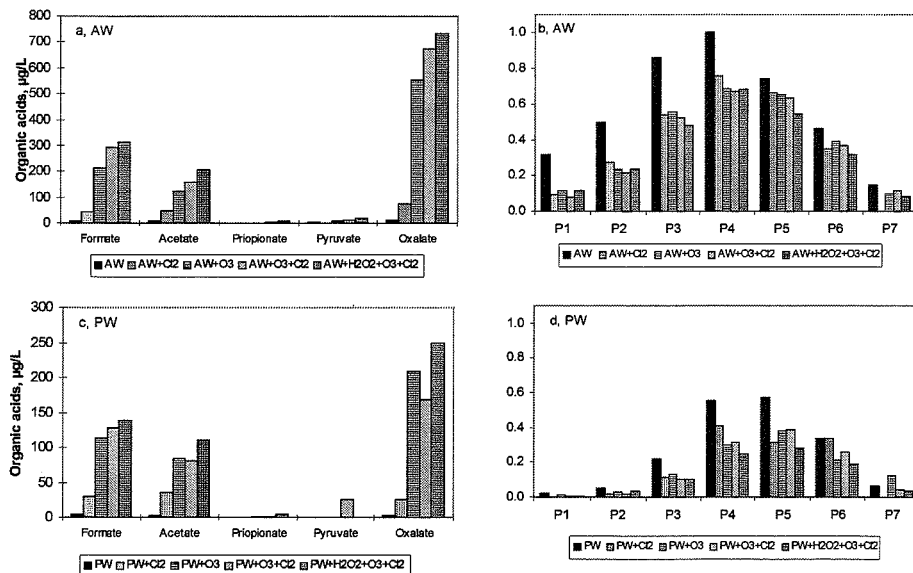 a, AW
Organic acids, µg/L
800
700
600
500
400
300
200
100
0
Formate Acetate Priopionate Pyruvate Oxalate
AW AW+Cl2 AW+O3 AW+O3+Cl2 AW+H2O2+O3+Cl2
b, AW
1.0
0.8
0.6
0.4
0.2
0.0
P1 P2 P3 P4 P5 P6 P7
AW AW+Cl2 AW+O3 AW+O3+Cl2 AW+H2O2+O3+Cl2
c, PW
Organic acids, µg/L
300
250
200
150
100
50
0
Formate Acetate Priopionate Pyruvate Oxalate
PW PW+Cl2 PW+O3 PW+O3+Cl2 PW+H2O2+O3+Cl2
d, PW
1.0
0.8
0.6
0.4
0.2
0.0
P1 P2 P3 P4 P5 P6 P7
PW PW+Cl2 PW+O3 PW+O3+Cl2 PW+H2O2+O3+Cl2